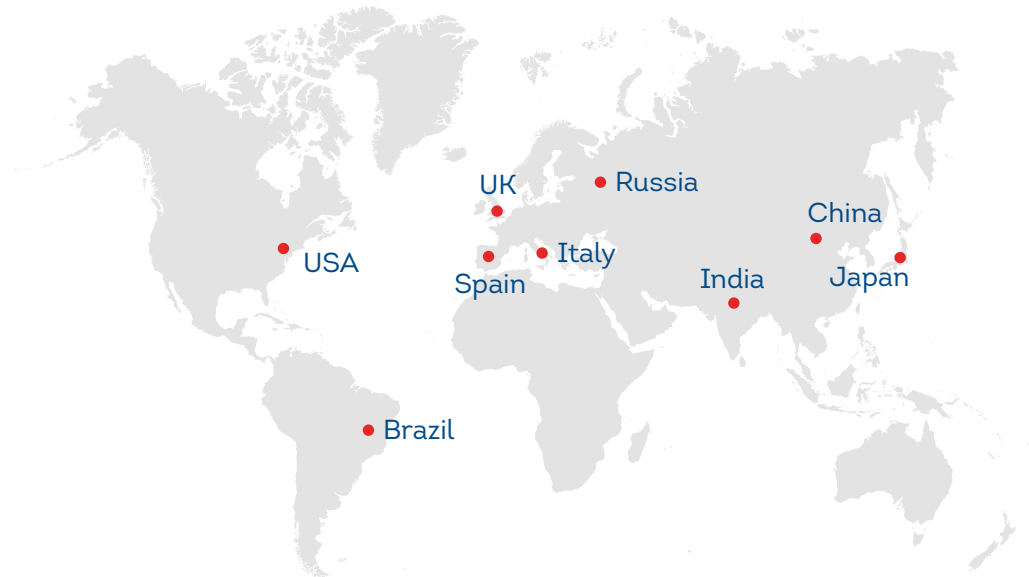 UK
Russia
China
USA
Italy
Spain
India
Japan
Brazil